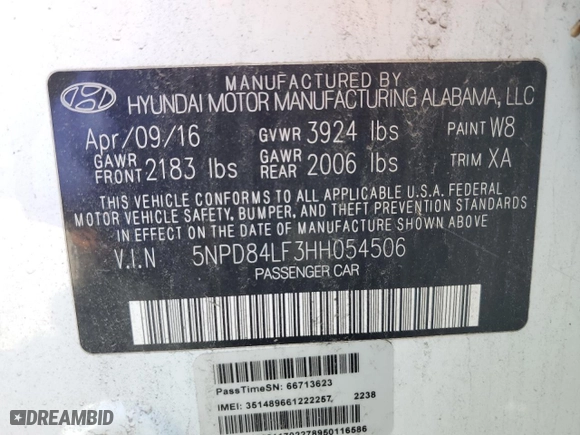 MANUFACTURED BY
HYUNDAI MOTOR MANUFACTURING ALABAMA, LLC
Apr/09/16 GVWR 3924 lbs PAINT W8
GAWR FRONT 2183 lbs GAWR REAR 2006 lbs TRIM XA
THIS VEHICLE CONFORMS TO ALL APPLICABLE U.S.A. FEDERAL
MOTOR VEHICLE SAFETY, BUMPER, AND THEFT PREVENTION STANDARDS
IN EFFECT ON THE DATE OF MANUFACTURE SHOWN ABOVE.
V.I.N 5NPD84LF3HH054506
PASSENGER CAR
PassTimeSN: 66713623
IMEI: 351489661222257, 2238
DREAMBID.COM